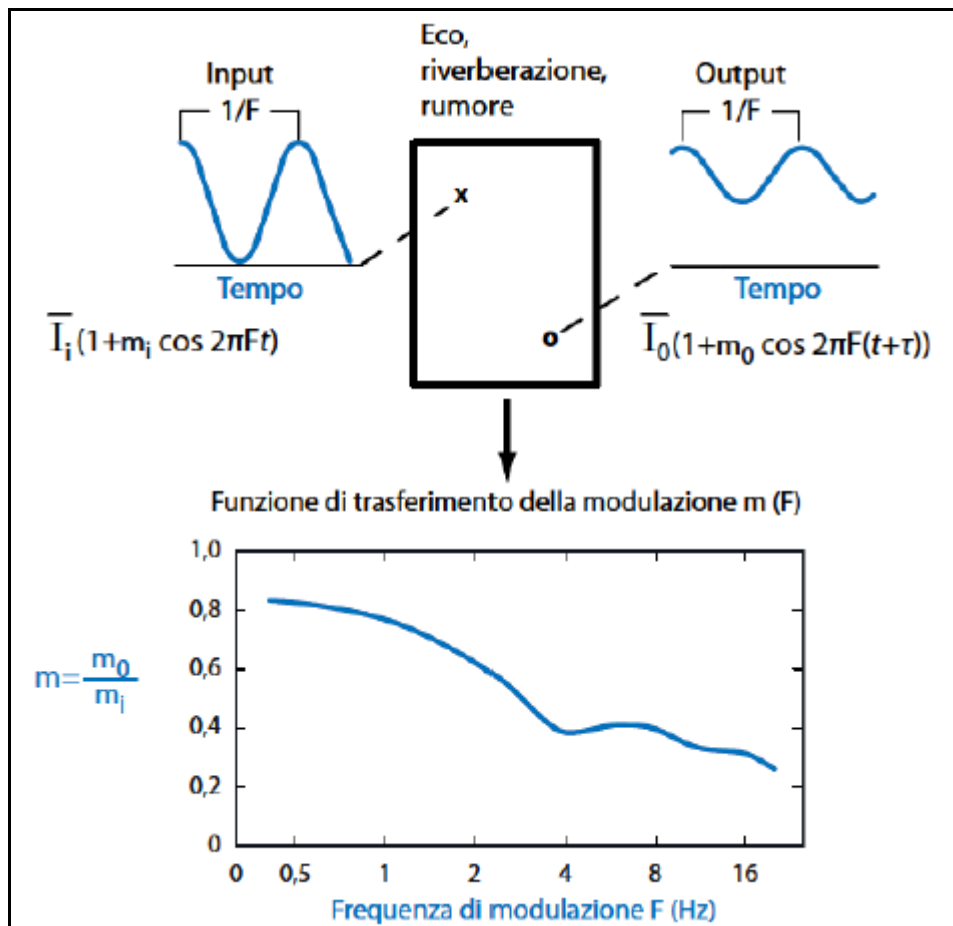 Eco,
riverberazione,
rumore
Input
1/F
Output
1/F
x
o
Tempo
Tempo
I̅ᵢ(1+mᵢ cos 2πFt)
I̅₀(1+m₀ cos 2πF(t+τ))
Funzione di trasferimento della modulazione m (F)
m=m₀/mᵢ
1,0
0,8
0,6
0,4
0,2
0
0 0,5 1 2 4 8 16
Frequenza di modulazione F (Hz)